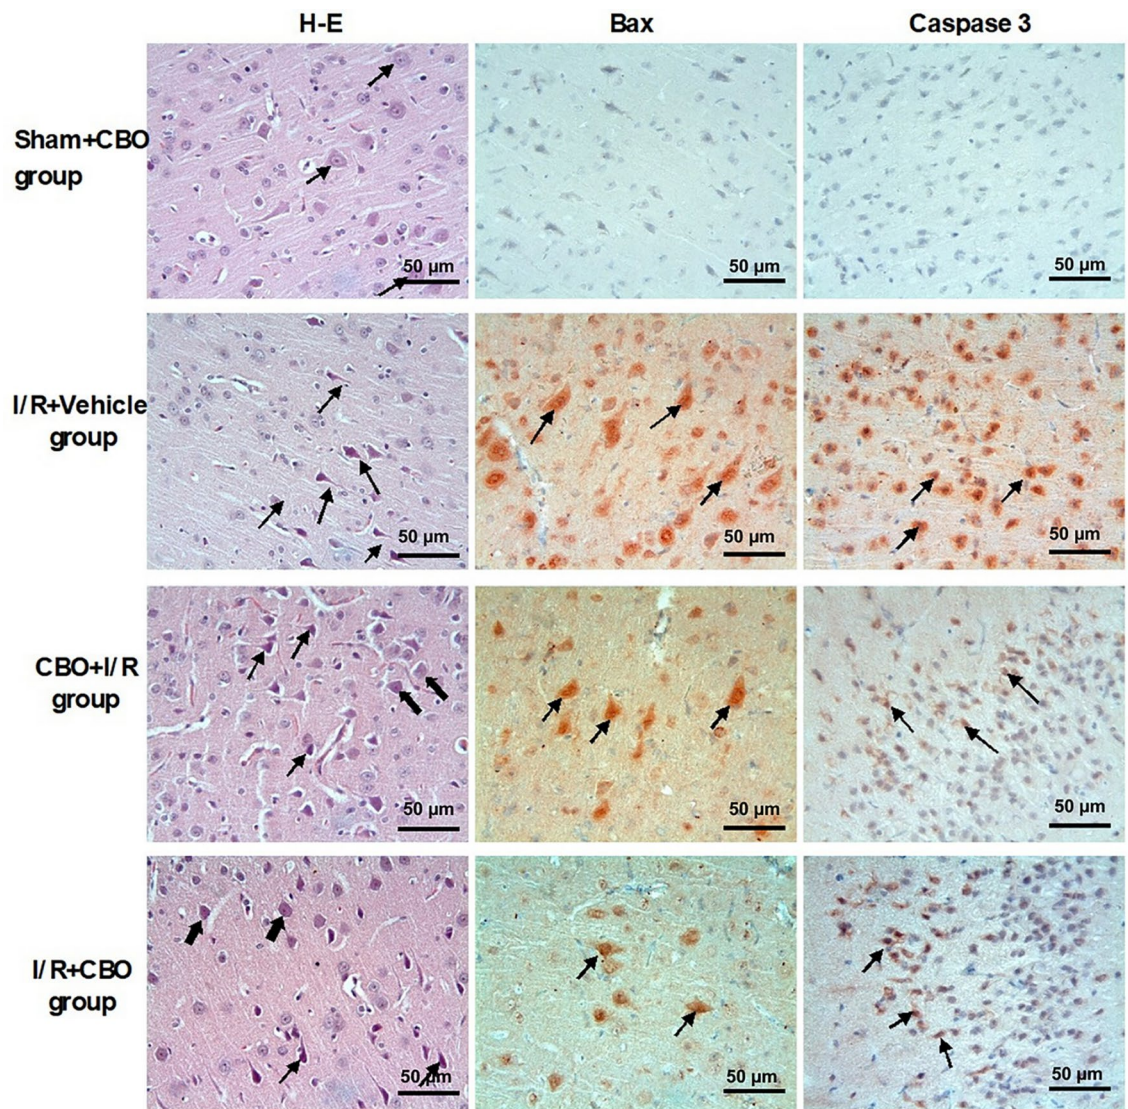 H-E Bax Caspase 3
Sham+CBO
group
50 µm 50 µm 50 µm
I/R+Vehicle
group
50 µm 50 µm 50 µm
CBO+I/R
group
50 µm 50 µm 50 µm
I/R+CBO
group
50 µm 50 µm 50 µm